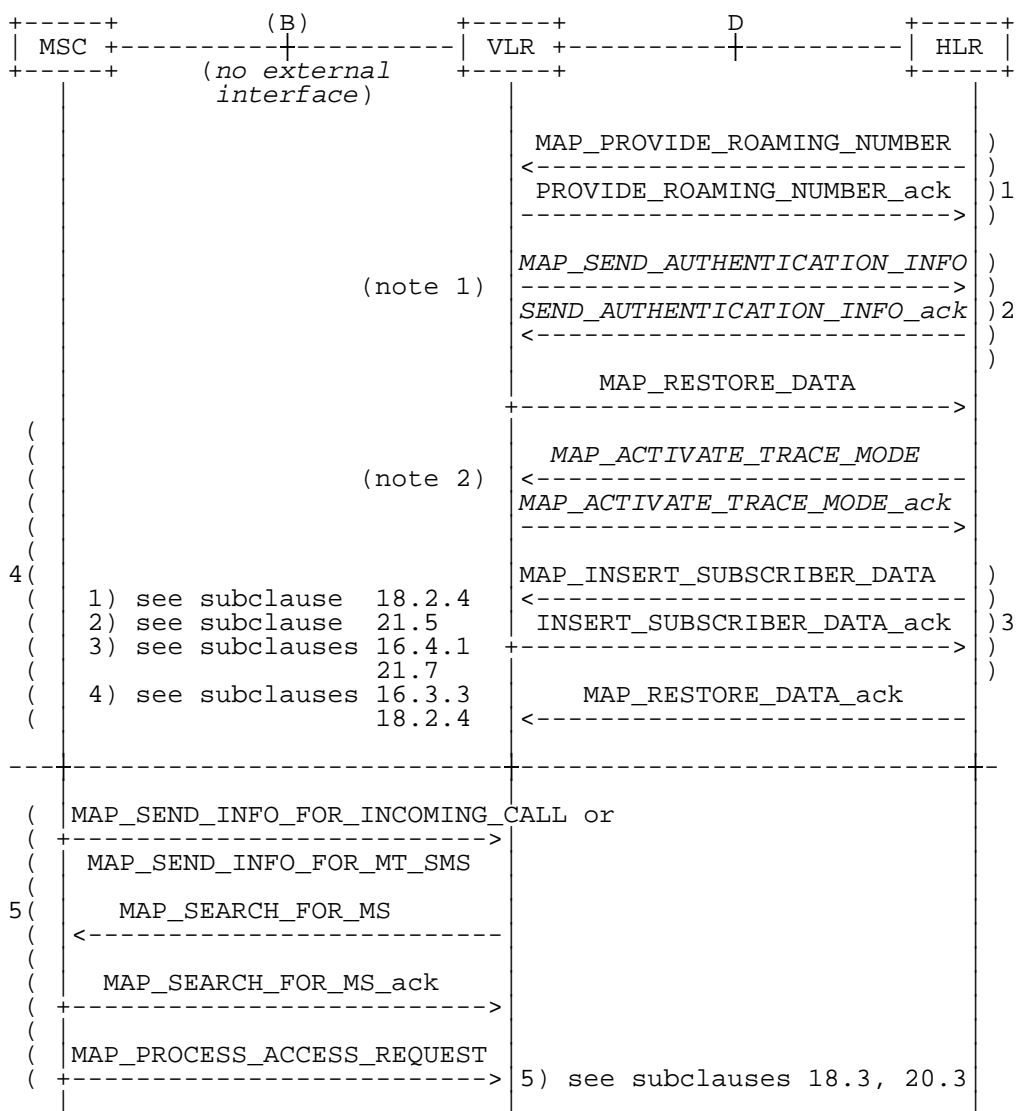 (B) D
MSC VLR HLR
(no external
interface)
MAP_PROVIDE_ROAMING_NUMBER )
)
PROVIDE_ROAMING_NUMBER_ack )1
)
MAP_SEND_AUTHENTICATION_INFO )
(note 1) )
SEND_AUTHENTICATION_INFO_ack )2
)
)
MAP_RESTORE_DATA
(
( MAP_ACTIVATE_TRACE_MODE
( (note 2)
( MAP_ACTIVATE_TRACE_MODE_ack
(
(
4( MAP_INSERT_SUBSCRIBER_DATA )
( 1) see subclause 18.2.4 )
( 2) see subclause 21.5 INSERT_SUBSCRIBER_DATA_ack )3
( 3) see subclauses 16.4.1 )
( 21.7 )
( 4) see subclauses 16.3.3 MAP_RESTORE_DATA_ack
( 18.2.4
( MAP_SEND_INFO_FOR_INCOMING_CALL or
(
( MAP_SEND_INFO_FOR_MT_SMS
(
5( MAP_SEARCH_FOR_MS
(
(
( MAP_SEARCH_FOR_MS_ack
(
(
( MAP_PROCESS_ACCESS_REQUEST
( 5) see subclauses 18.3, 20.3